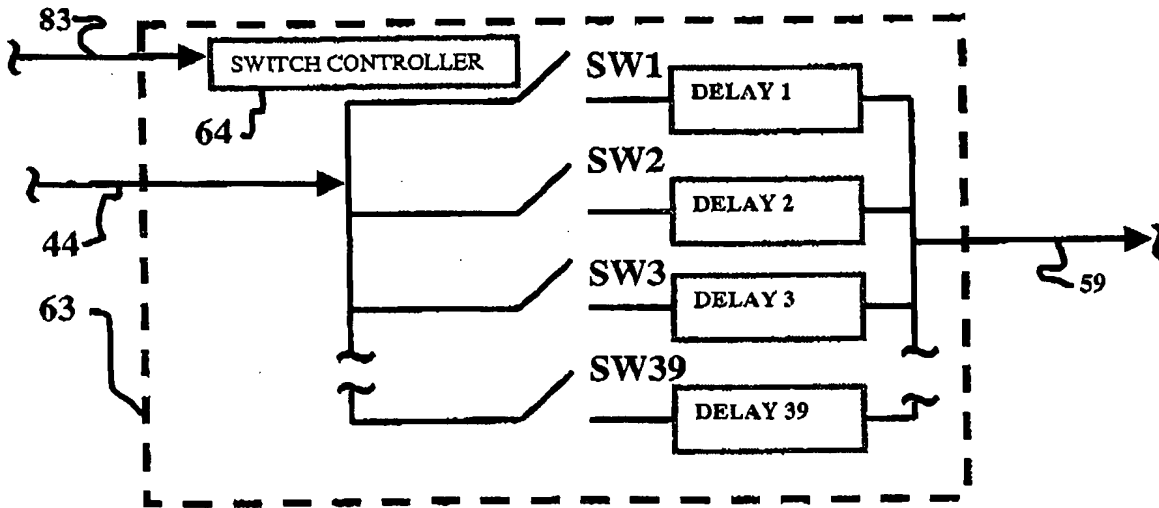 83
SWITCH CONTROLLER
64
SW1
DELAY 1
44
SW2
DELAY 2
59
63
SW3
DELAY 3
SW39
DELAY 39